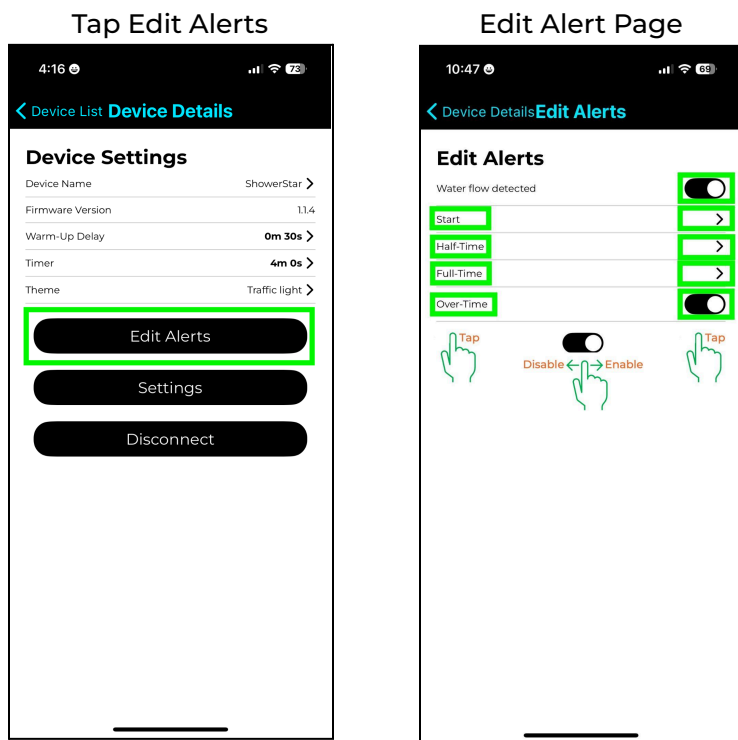 Tap Edit Alerts
4:16
73
Device List Device Details
Device Settings
Device Name ShowerStar
Firmware Version 1.1.4
Warm-Up Delay 0m 30s
Timer 4m 0s
Theme Traffic light
Edit Alerts
Settings
Disconnect
Edit Alert Page
10:47
69
Device Details Edit Alerts
Edit Alerts
Water flow detected
Start
Half-Time
Full-Time
Over-Time
Tap
Disable Enable
Tap